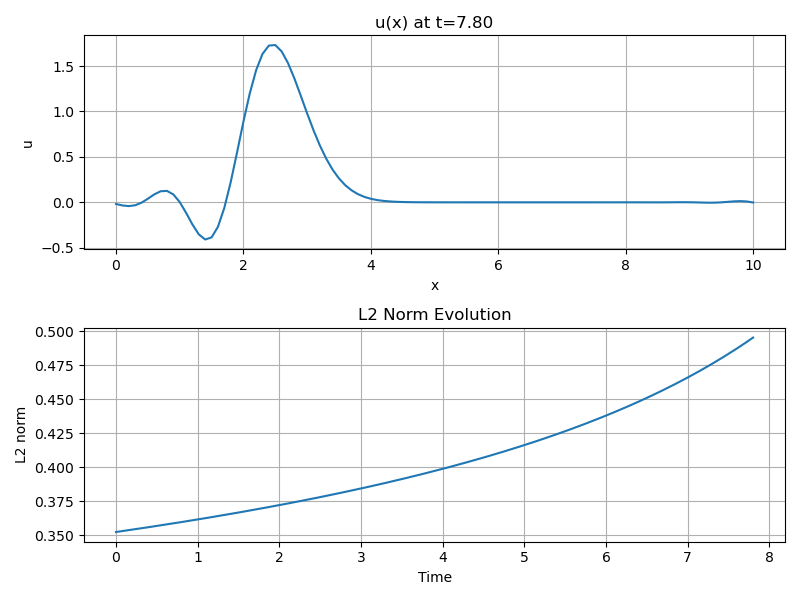 u(x) at t=7.80
u
1.5
1.0
0.5
0.0
−0.5
0 2 4 6 8 10
x
L2 Norm Evolution
L2 norm
0.500
0.475
0.450
0.425
0.400
0.375
0.350
0 1 2 3 4 5 6 7 8
Time